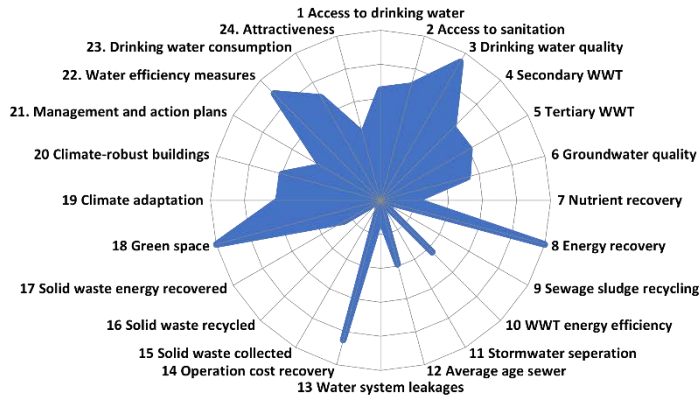 1 Access to drinking water
24. Attractiveness
2 Access to sanitation
23. Drinking water consumption
3 Drinking water quality
22. Water efficiency measures
4 Secondary WWT
21. Management and action plans
5 Tertiary WWT
20 Climate-robust buildings
6 Groundwater quality
19 Climate adaptation
7 Nutrient recovery
18 Green space
8 Energy recovery
17 Solid waste energy recovered
9 Sewage sludge recycling
16 Solid waste recycled
10 WWT energy efficiency
15 Solid waste collected
11 Stormwater seperation
14 Operation cost recovery
12 Average age sewer
13 Water system leakages